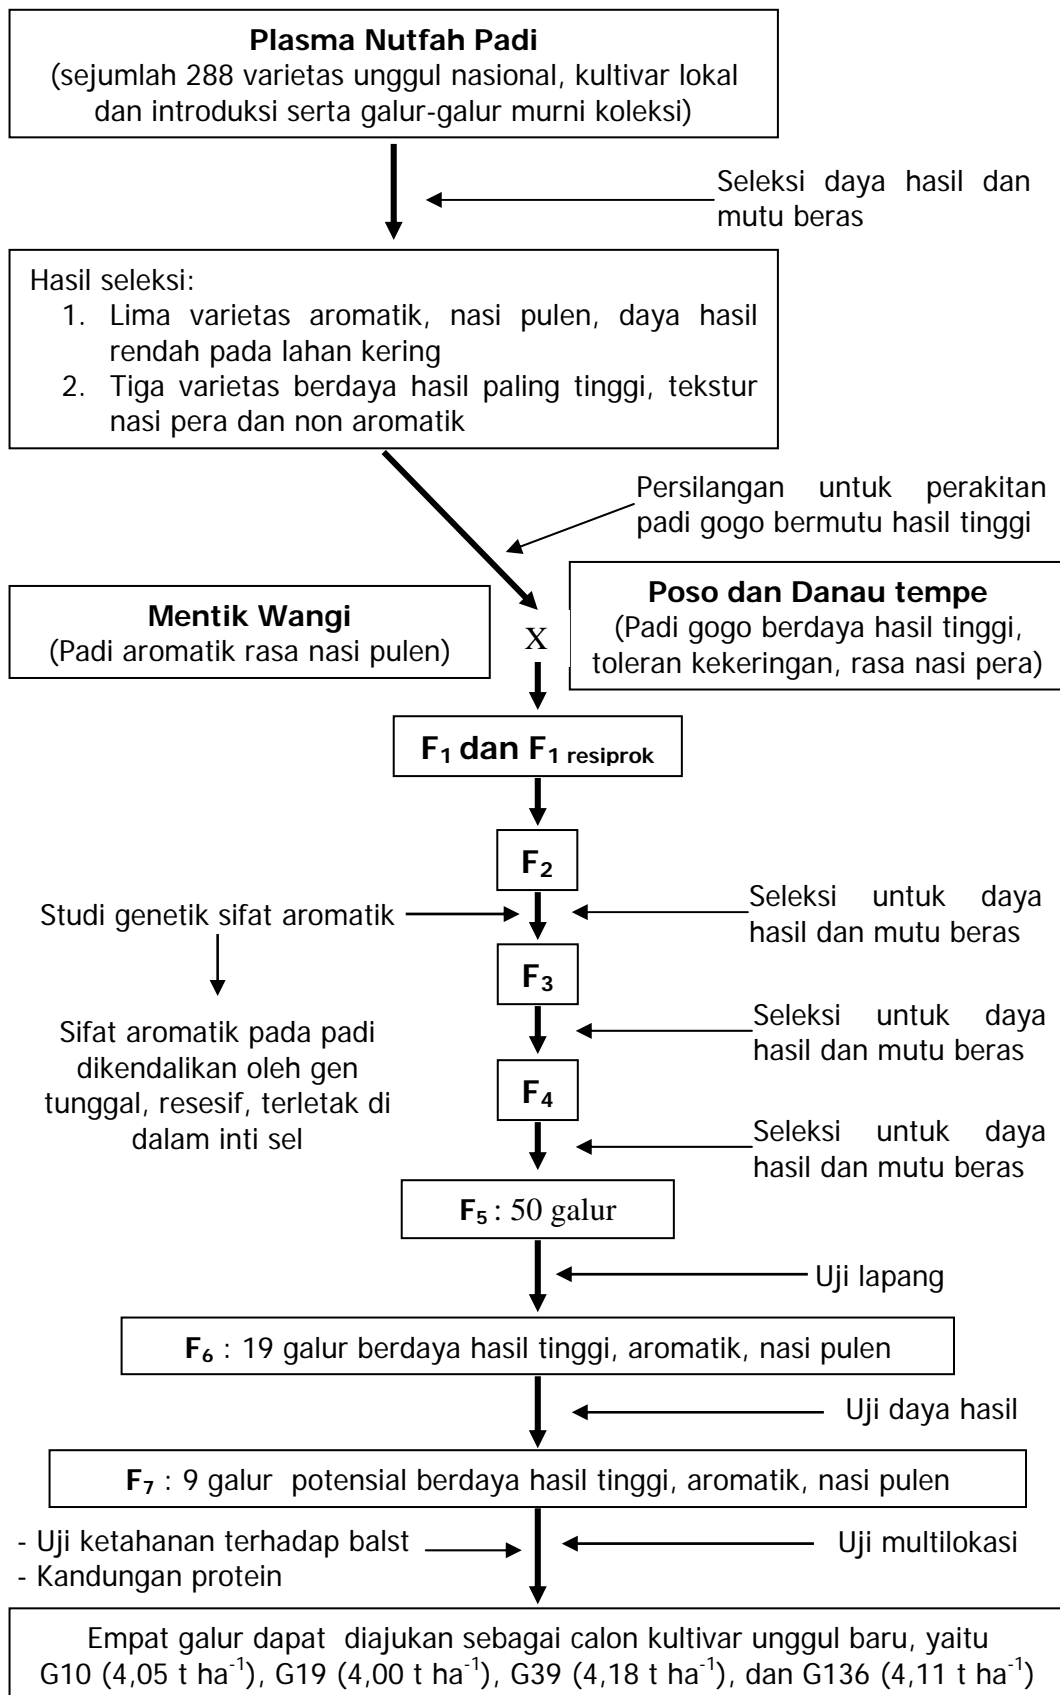 Plasma Nutfah Padi
(sejumlah 288 varietas unggul nasional, kultivar lokal
dan introduksi serta galur-galur murni koleksi)
Seleksi daya hasil dan
mutu beras
Hasil seleksi:
1. Lima varietas aromatik, nasi pulen, daya hasil
rendah pada lahan kering
2. Tiga varietas berdaya hasil paling tinggi, tekstur
nasi pera dan non aromatik
Persilangan untuk perakitan
padi gogo bermutu hasil tinggi
Mentik Wangi
(Padi aromatik rasa nasi pulen)
X
Poso dan Danau tempe
(Padi gogo berdaya hasil tinggi,
toleran kekeringan, rasa nasi pera)
F1 dan F1 resiprok
F2
Studi genetik sifat aromatik
Seleksi untuk daya
hasil dan mutu beras
F3
Sifat aromatik pada padi
dikendalikan oleh gen
tunggal, resesif, terletak di
dalam inti sel
Seleksi untuk daya
hasil dan mutu beras
F4
Seleksi untuk daya
hasil dan mutu beras
F5 : 50 galur
Uji lapang
F6 : 19 galur berdaya hasil tinggi, aromatik, nasi pulen
Uji daya hasil
F7 : 9 galur potensial berdaya hasil tinggi, aromatik, nasi pulen
- Uji ketahanan terhadap balst
- Kandungan protein
Uji multilokasi
Empat galur dapat diajukan sebagai calon kultivar unggul baru, yaitu
G10 (4,05 t ha-1), G19 (4,00 t ha-1), G39 (4,18 t ha-1), dan G136 (4,11 t ha-1)